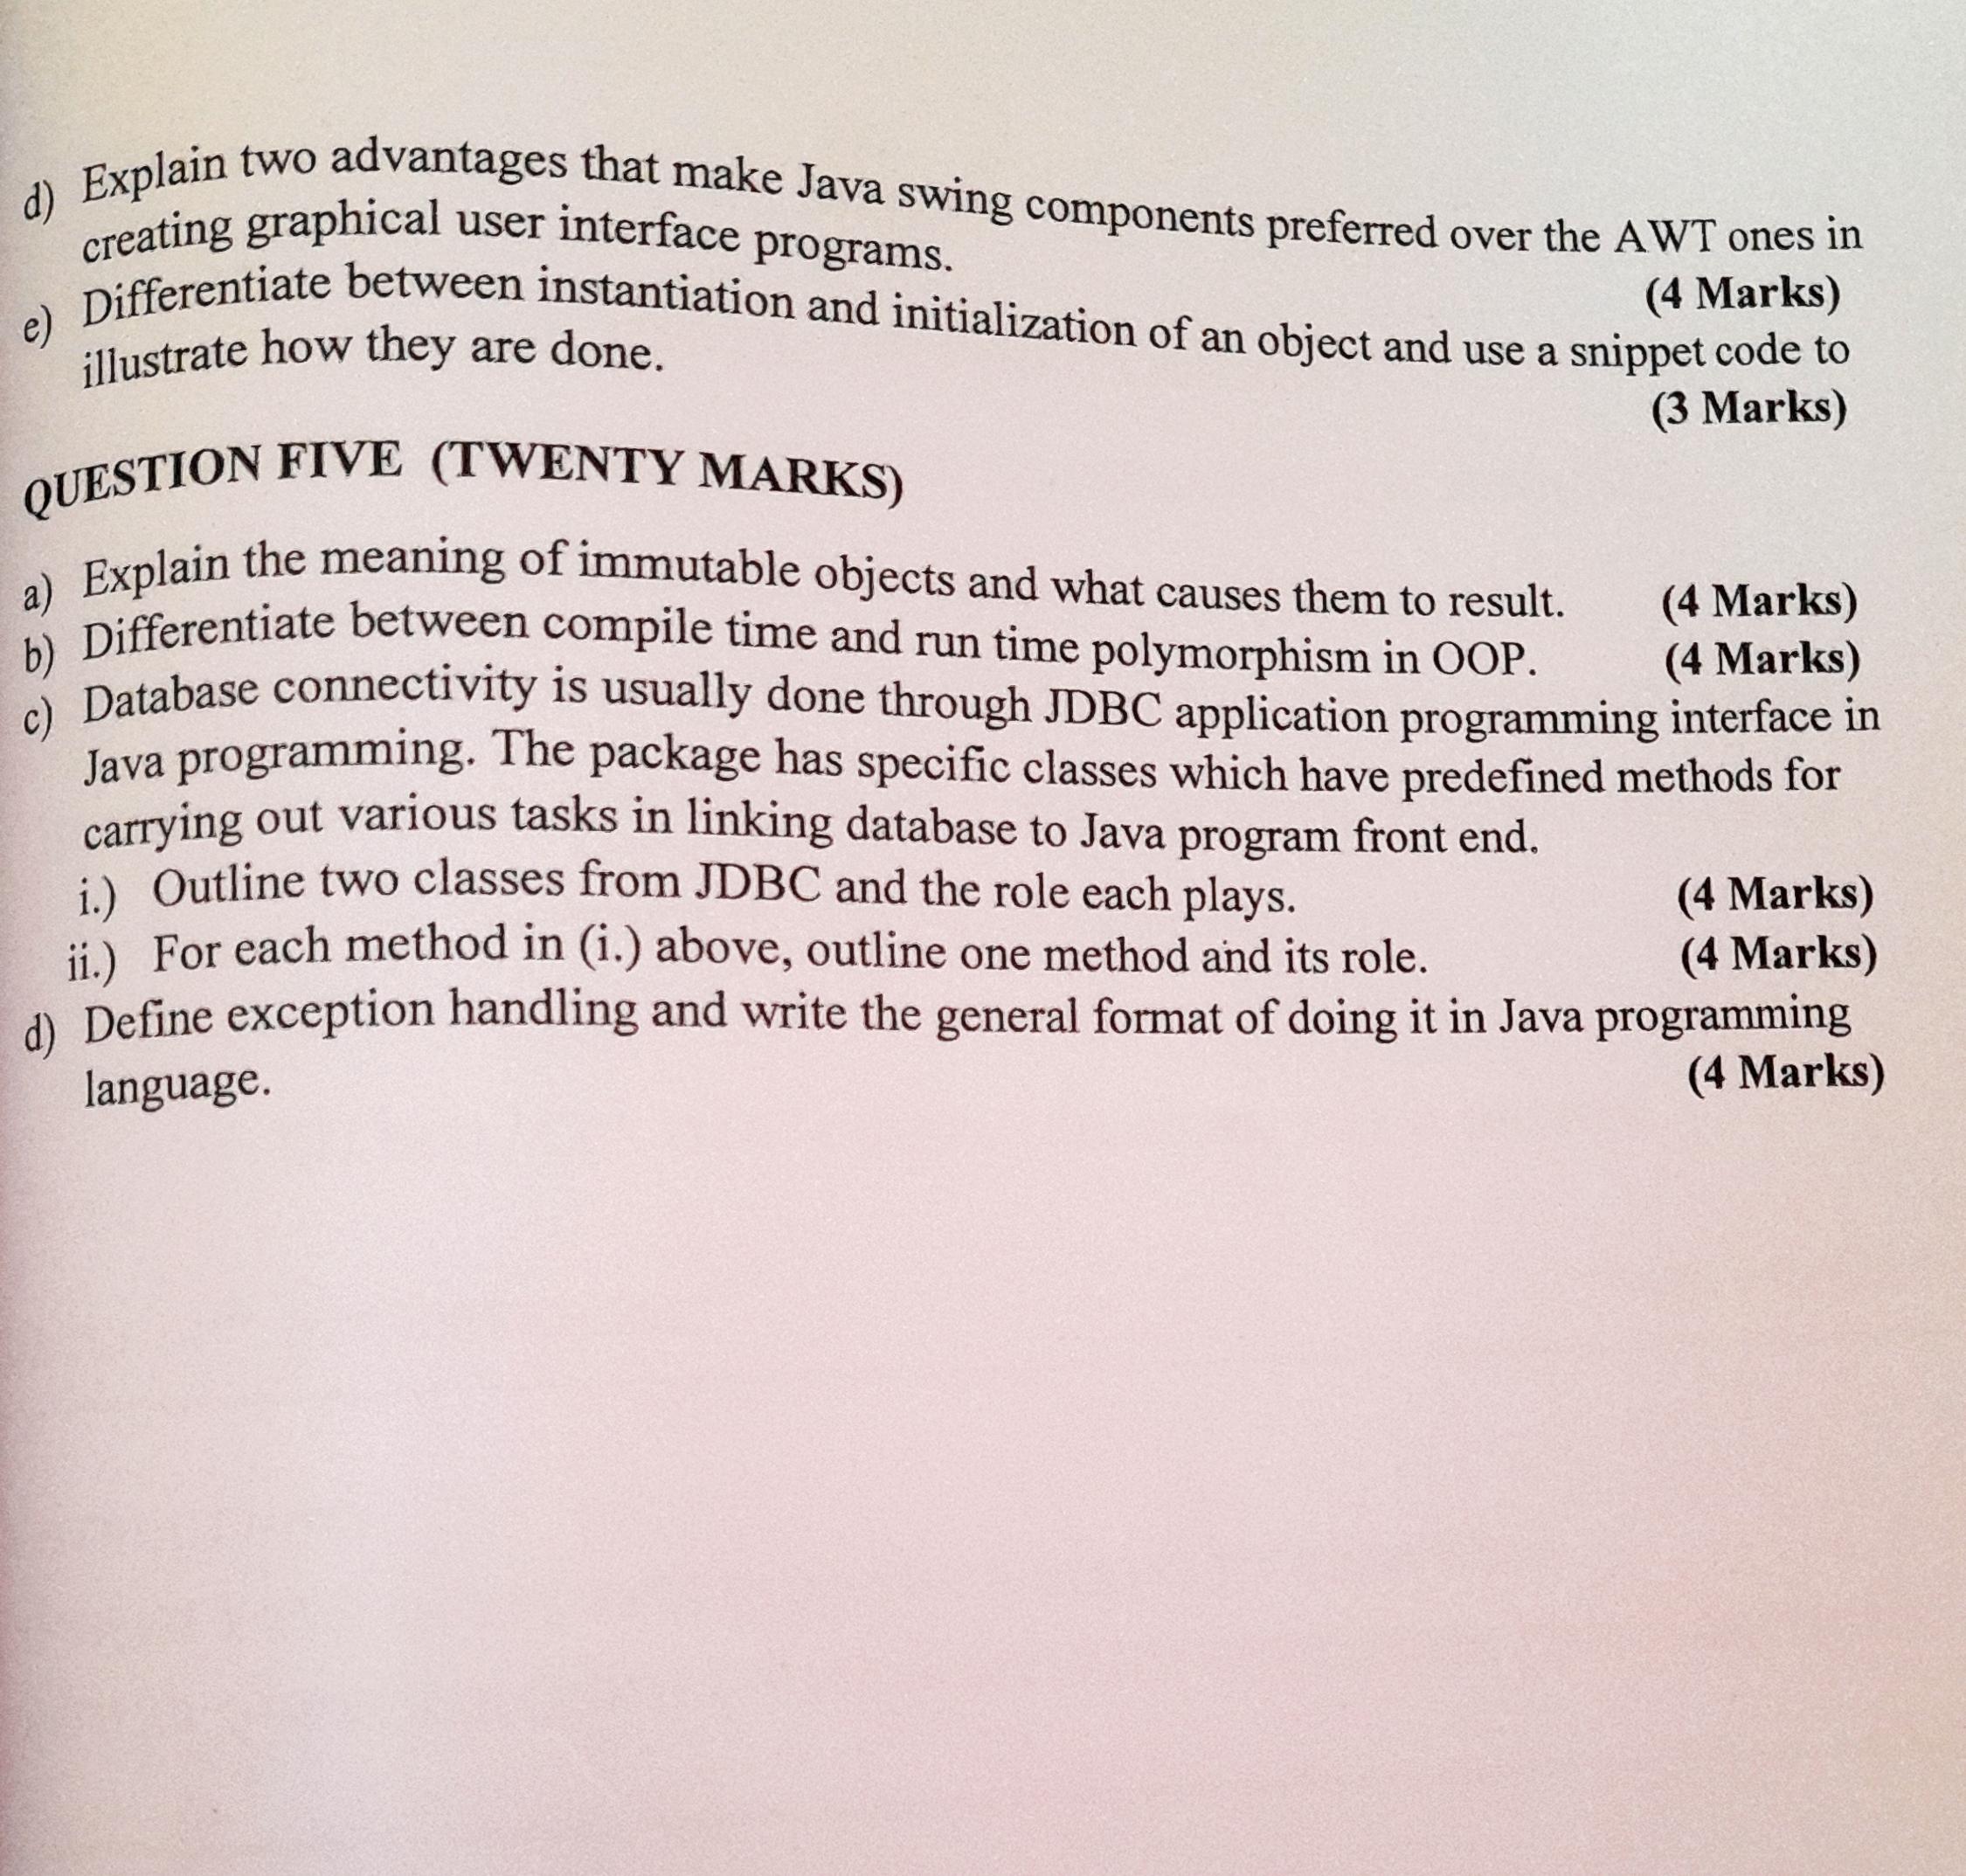 d) Explain two advantages that make Java swing components preferred over the AWT ones in
creating graphical user interface programs. (4 Marks)
e) Differentiate between instantiation and initialization of an object and use a snippet code to
illustrate how they are done. (3 Marks)
QUESTION FIVE (TWENTY MARKS)
a) Explain the meaning of immutable objects and what causes them to result. (4 Marks)
b) Differentiate between compile time and run time polymorphism in OOP. (4 Marks)
c) Database connectivity is usually done through JDBC application programming interface in
Java programming. The package has specific classes which have predefined methods for
carrying out various tasks in linking database to Java program front end.
i.) Outline two classes from JDBC and the role each plays. (4 Marks)
ii.) For each method in (i.) above, outline one method and its role. (4 Marks)
d) Define exception handling and write the general format of doing it in Java programming
language. (4 Marks)